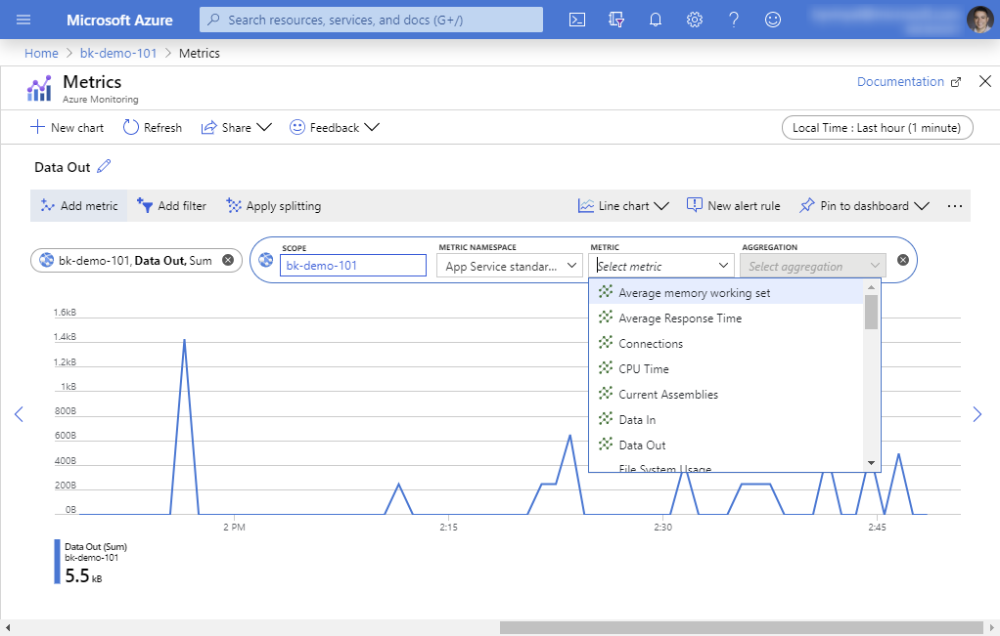 Microsoft Azure
Search resources, services, and docs (G+/)
Home > bk-demo-101 > Metrics
Metrics
Azure Monitoring
Documentation
New chart Refresh Share Feedback
Local Time : Last hour (1 minute)
Data Out
Add metric Add filter Apply splitting Line chart New alert rule Pin to dashboard ...
bk-demo-101, Data Out, Sum
SCOPE METRIC NAMESPACE METRIC AGGREGATION
bk-demo-101 App Service standar... Select metric Select aggregation
Average memory working set
Average Response Time
Connections
CPU Time
Current Assemblies
Data In
Data Out
File System Usage
1.6kB
1.4kB
1.2kB
1kB
800B
600B
400B
200B
0B
2 PM 2:15 2:30 2:45
Data Out (Sum)
bk-demo-101
5.5 kB